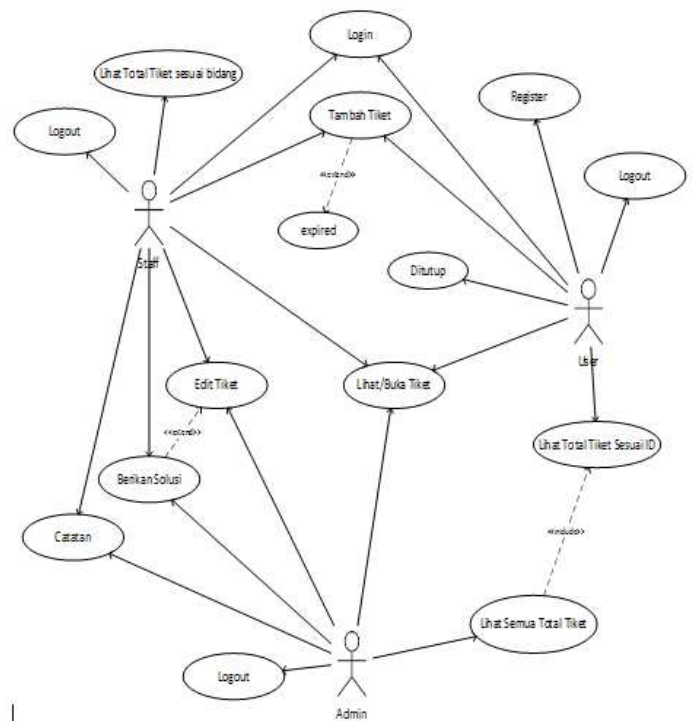 Login
Lihat Total Tiket sesuai bidang
Register
Tambah Tiket
Logout
Logout
<<extend>>
expired
Staff
Ditutup
User
Edit Tiket
Lihat/Buka Tiket
<<extend>>
Lihat Total Tiket Sesuai ID
Berikan Solusi
Catatan
<<include>>
Lihat Semua Total Tiket
Logout
Admin